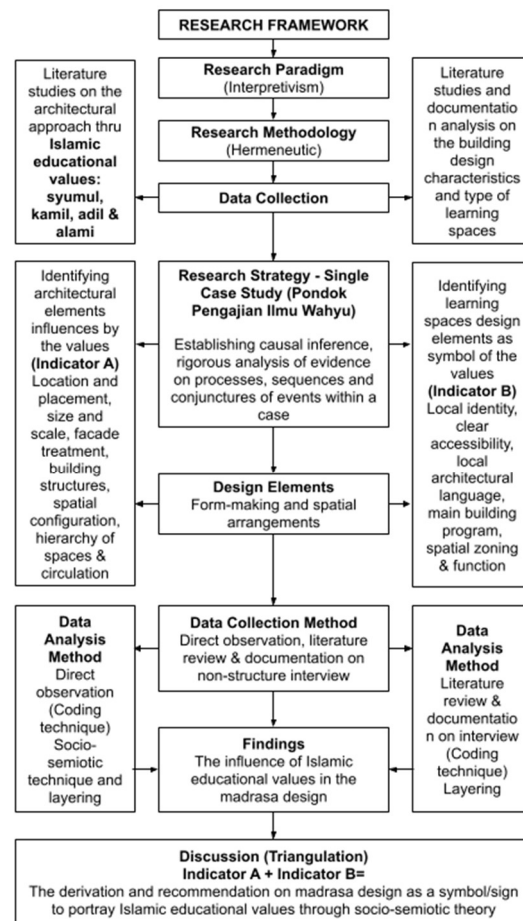 RESEARCH FRAMEWORK
Research Paradigm
(Interpretivism)
Research Methodology
(Hermeneutic)
Data Collection
Literature
studies on the
architectural
approach thru
Islamic
educational
values:
syumul,
kamil, adil &
alami
Literature
studies and
documentatio
n analysis on
the building
design
characteristics
and type of
learning
spaces
Identifying
architectural
elements
influences by
the values
(Indicator A)
Location and
placement,
size and
scale, facade
treatment,
building
structures,
spatial
configuration,
hierarchy of
spaces &
circulation
Research Strategy - Single
Case Study (Pondok
Pengajian Ilmu Wahyu)
Establishing causal inference,
rigorous analysis of evidence
on processes, sequences and
conjunctures of events within a
case
Identifying
learning
spaces design
elements as
symbol of the
values
(Indicator B)
Local identity,
clear
accessibility,
local
architectural
language,
main building
program,
spatial zoning
& function
Design Elements
Form-making and spatial
arrangements
Data
Analysis
Method
Direct
observation
(Coding
technique)
Socio-
semiotic
technique and
layering
Data Collection Method
Direct observation, literature
review & documentation on
non-structure interview
Data
Analysis
Method
Literature
review &
documentatio
n on interview
(Coding
technique)
Layering
Findings
The influence of Islamic
educational values in the
madrasa design
Discussion (Triangulation)
Indicator A + Indicator B=
The derivation and recommendation on madrasa design as a symbol/sign
to portray Islamic educational values through socio-semiotic theory